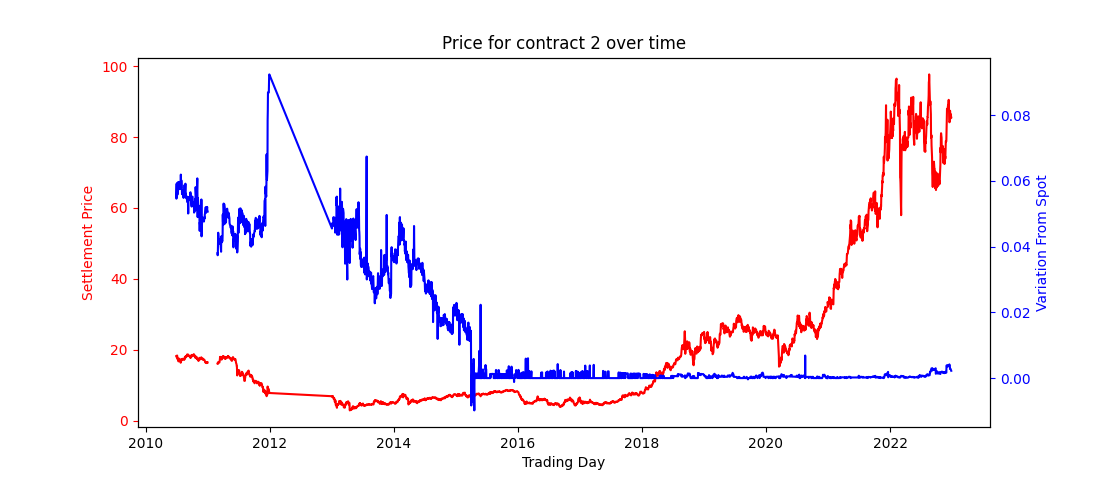 Price for contract 2 over time
100
80
60
40
20
0
Settlement Price
0.08
0.06
0.04
0.02
0.00
Variation From Spot
2010 2012 2014 2016 2018 2020 2022
Trading Day